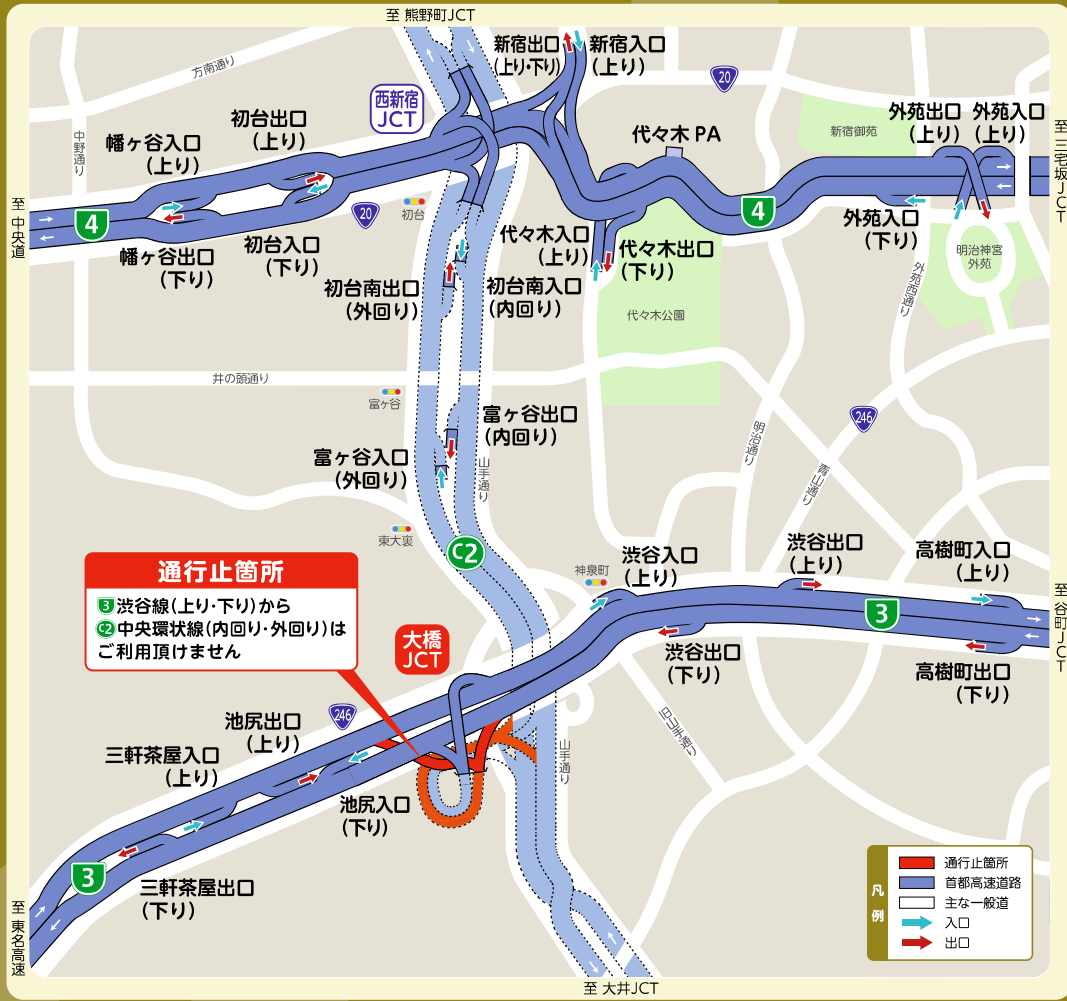 至 熊野町JCT
新宿出口
(上り・下り)
新宿入口
(上り)
方南通り
西新宿
JCT
20
新宿御苑
外苑出口
(上り)
外苑入口
(上り)
中野通り
幡ヶ谷入口
(上り)
初台出口
(上り)
代々木 PA
至 三宅坂JCT
至 中央道
4
20
初台
4
外苑入口
(下り)
幡ヶ谷出口
(下り)
初台入口
(下り)
代々木入口
(上り)
代々木出口
(下り)
明治神宮
外苑
初台南出口
(外回り)
初台南入口
(内回り)
外苑西通り
代々木公園
井の頭通り
富ヶ谷
246
富ヶ谷出口
(内回り)
富ヶ谷入口
(外回り)
山手通り
明治通り
青山通り
東大裏
C2
神泉町
渋谷入口
(上り)
渋谷出口
(上り)
高樹町入口
(上り)
通行止箇所
3 渋谷線(上り・下り)から
C2 中央環状線(内回り・外回り)は
ご利用頂けません
大橋
JCT
3
至 谷町JCT
渋谷出口
(下り)
高樹町出口
(下り)
246
池尻出口
(上り)
旧山手通り
三軒茶屋入口
(上り)
山手通り
池尻入口
(下り)
3
三軒茶屋出口
(下り)
至 東名高速
凡例
通行止箇所
首都高速道路
主な一般道
入口
出口
至 大井JCT